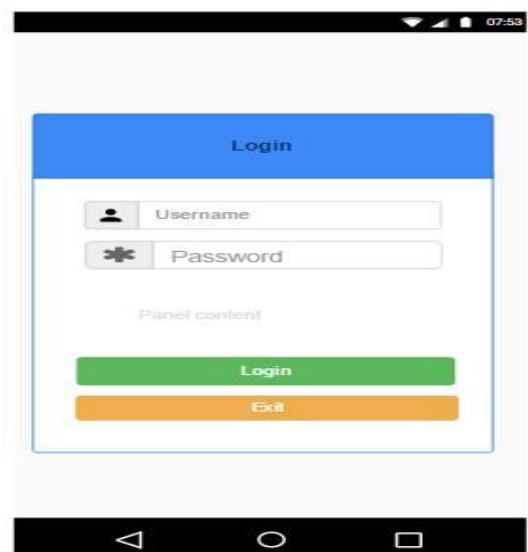 07:53
Login
Username
Password
Panel content
Login
Exit